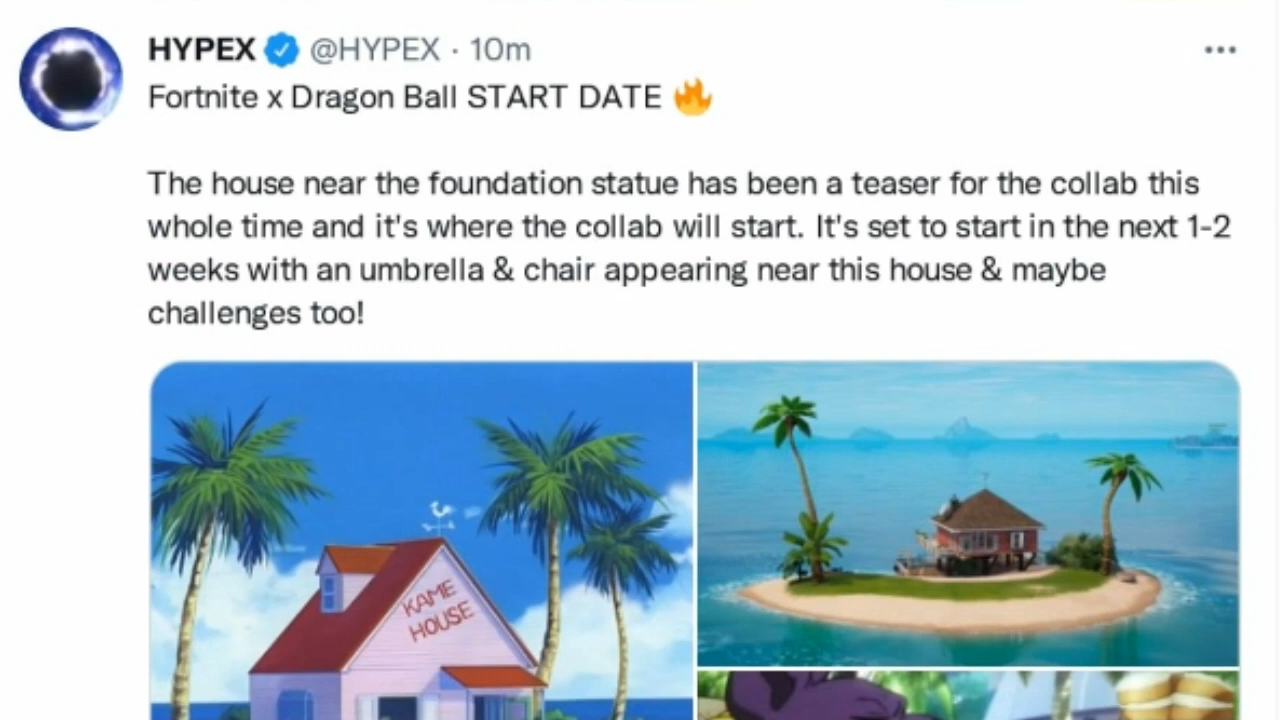 HYPEX @HYPEX · 10m
Fortnite x Dragon Ball START DATE 🔥
The house near the foundation statue has been a teaser for the collab this
whole time and it's where the collab will start. It's set to start in the next 1-2
weeks with an umbrella & chair appearing near this house & maybe
challenges too!
KAME
HOUSE